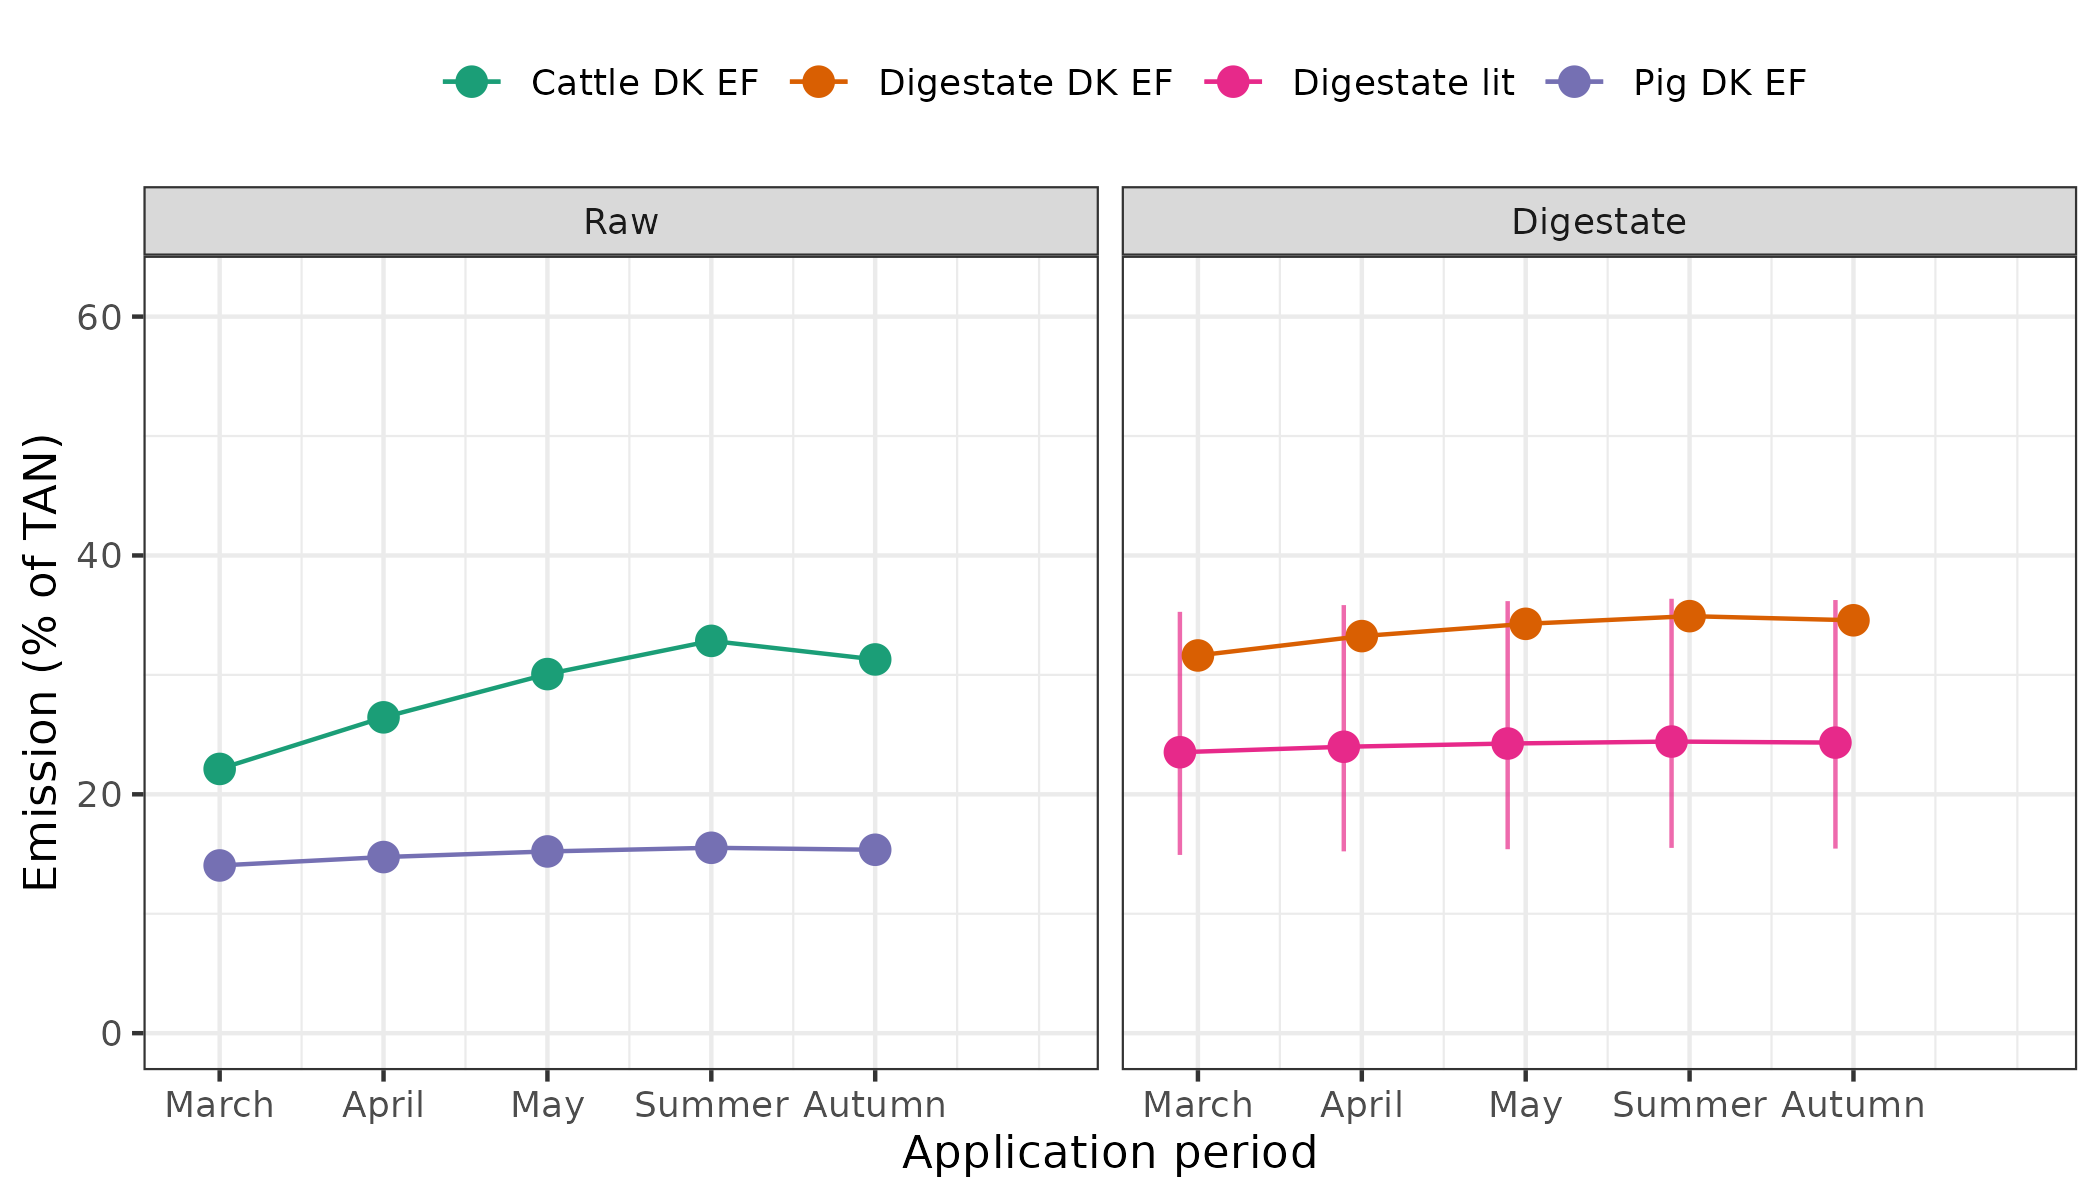 Cattle DK EF Digestate DK EF Digestate lit Pig DK EF
Raw Digestate
60
40
20
0
Emission (% of TAN)
March April May Summer Autumn March April May Summer Autumn
Application period